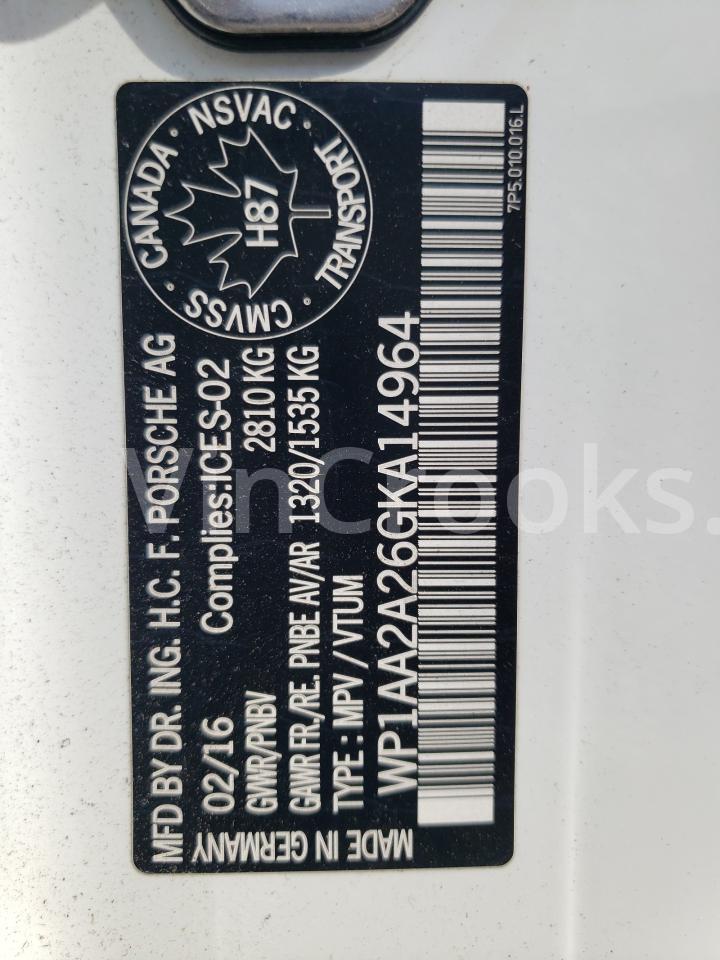 MFD BY DR. ING. H.C. F. PORSCHE AG
02/16 Complies:ICES-02
GVWR/PNBV 2810 KG
GAWR FR./RE. PNBE AV/AR 1320/1535 KG
TYPE : MPV / VTUM
WP1AA2A26GKA14964
MADE IN GERMANY
CANADA · NSVAC · TRANSPORT · CMVSS ·
H87
7P5.010.016.L
VinCrooks.